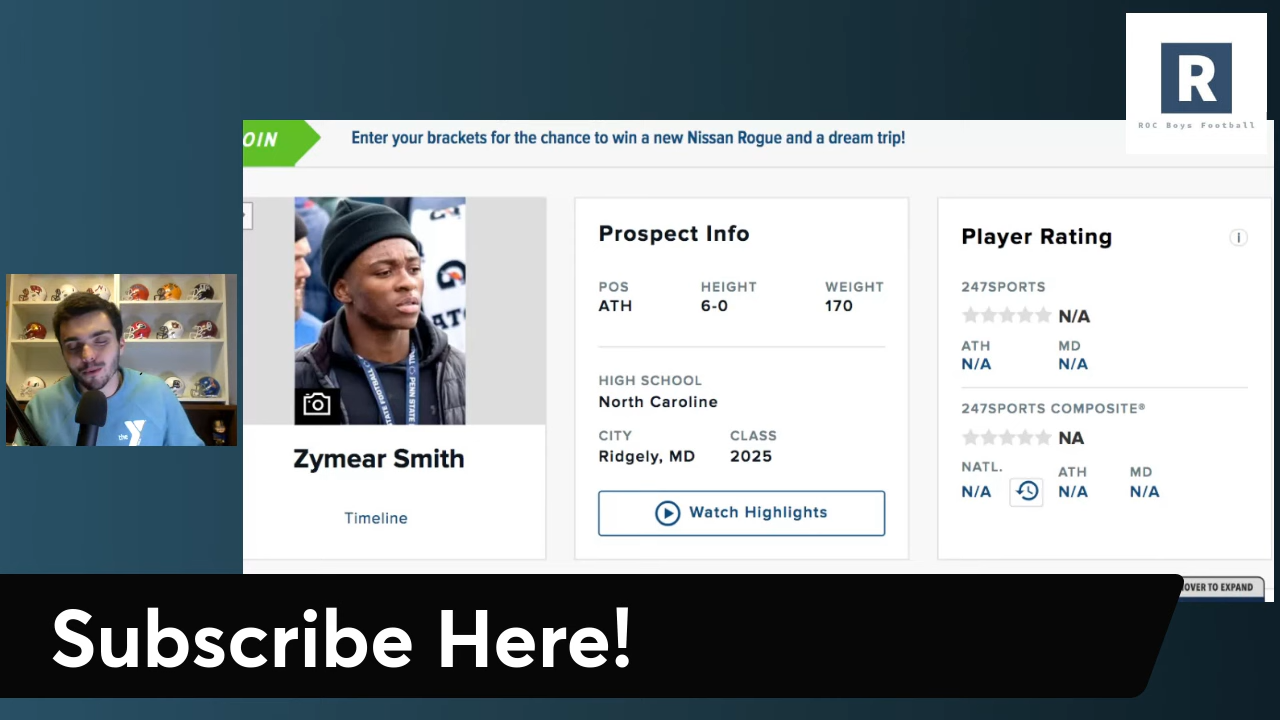 R
ROC Boys Football
OIN
Enter your brackets for the chance to win a new Nissan Rogue and a dream trip!
Zymear Smith
Timeline
Prospect Info
POS HEIGHT WEIGHT
ATH 6-0 170
HIGH SCHOOL
North Caroline
CITY CLASS
Ridgely, MD 2025
Watch Highlights
Player Rating
i
247SPORTS
N/A
ATH MD
N/A N/A
247SPORTS COMPOSITE®
NA
NATL. ATH MD
N/A N/A N/A
OVER TO EXPAND
the Y
PENN STATE
Subscribe Here!